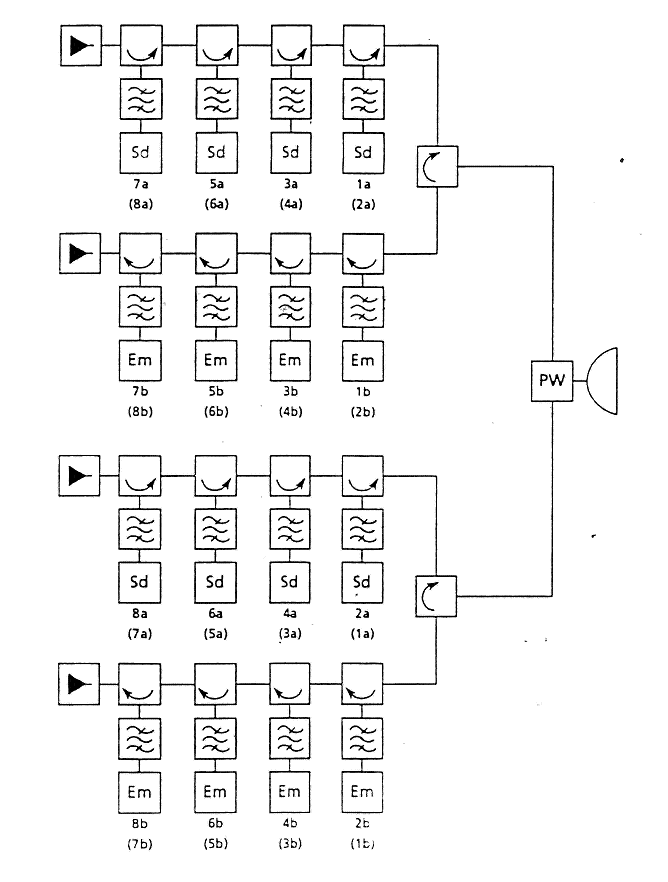 Sd Sd Sd Sd
7a 5a 3a 1a
(8a) (6a) (4a) (2a)
Em Em Em Em
7b 5b 3b 1b
(8b) (6b) (4b) (2b)
PW
Sd Sd Sd Sd
8a 6a 4a 2a
(7a) (5a) (3a) (1a)
Em Em Em Em
8b 6b 4b 2b
(7b) (5b) (3b) (1b)